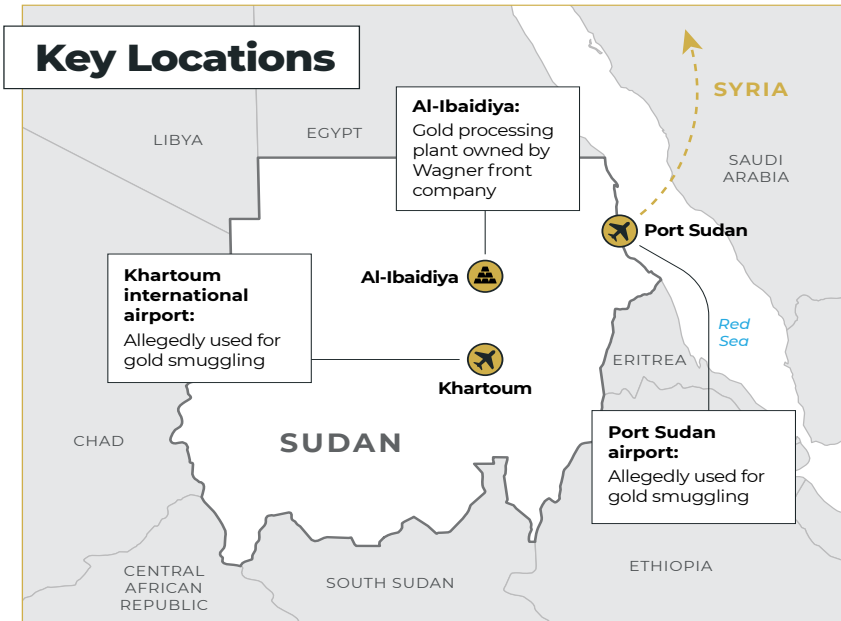 Key Locations
SYRIA
Al-Ibaidiya:
Gold processing
plant owned by
Wagner front
company
LIBYA
EGYPT
SAUDI
ARABIA
Port Sudan
Khartoum
international
airport:
Allegedly used for
gold smuggling
Al-Ibaidiya
Red
Sea
ERITREA
Khartoum
CHAD
SUDAN
Port Sudan
airport:
Allegedly used for
gold smuggling
CENTRAL
AFRICAN
REPUBLIC
SOUTH SUDAN
ETHIOPIA